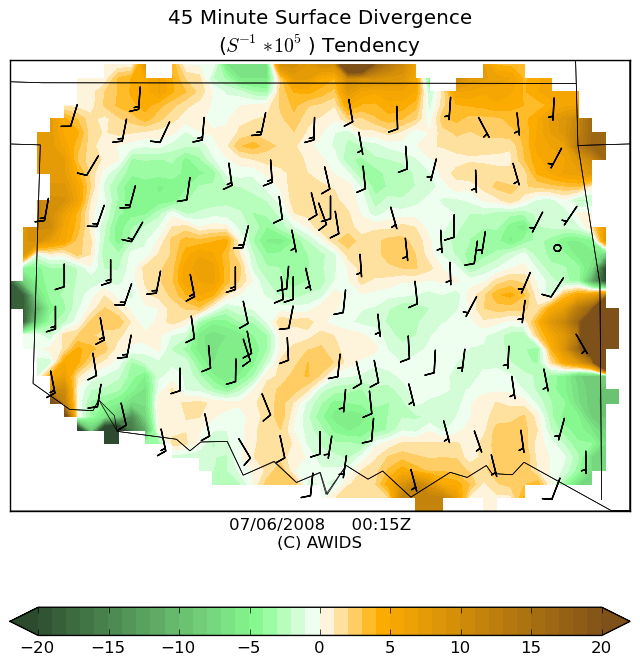 45 Minute Surface Divergence
(S⁻¹ ∗10⁵ ) Tendency
07/06/2008 00:15Z
(C) AWIDS
−20 −15 −10 −5 0 5 10 15 20